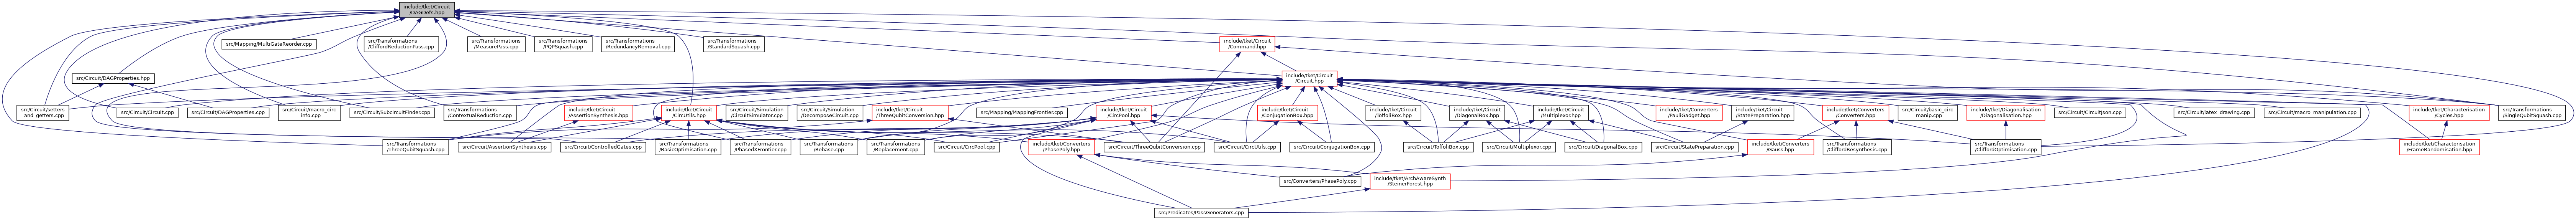 include/tket/Circuit
/DAGDefs.hpp
src/Mapping/MultiGateReorder.cpp
src/Transformations
/CliffordReductionPass.cpp
src/Transformations
/MeasurePass.cpp
src/Transformations
/PQPSquash.cpp
src/Transformations
/RedundancyRemoval.cpp
src/Transformations
/StandardSquash.cpp
include/tket/Circuit
/Command.hpp
src/Circuit/DAGProperties.hpp
include/tket/Circuit
/Circuit.hpp
src/Circuit/setters
_and_getters.cpp
src/Circuit/Circuit.cpp
src/Circuit/DAGProperties.cpp
src/Circuit/macro_circ
_info.cpp
src/Circuit/SubcircuitFinder.cpp
src/Transformations
/ContextualReduction.cpp
include/tket/Circuit
/AssertionSynthesis.hpp
include/tket/Circuit
/CircUtils.hpp
src/Circuit/Simulation
/CircuitSimulator.cpp
src/Circuit/Simulation
/DecomposeCircuit.cpp
include/tket/Circuit
/ThreeQubitConversion.hpp
src/Mapping/MappingFrontier.cpp
include/tket/Circuit
/CircPool.hpp
include/tket/Circuit
/ConjugationBox.hpp
include/tket/Circuit
/ToffoliBox.hpp
include/tket/Circuit
/DiagonalBox.hpp
include/tket/Circuit
/Multiplexor.hpp
include/tket/Converters
/PauliGadget.hpp
include/tket/Circuit
/StatePreparation.hpp
include/tket/Converters
/Converters.hpp
src/Circuit/basic_circ
_manip.cpp
include/tket/Diagonalisation
/Diagonalisation.hpp
src/Circuit/CircuitJson.cpp
src/Circuit/latex_drawing.cpp
src/Circuit/macro_manipulation.cpp
include/tket/Characterisation
/Cycles.hpp
src/Transformations
/SingleQubitSquash.cpp
src/Transformations
/ThreeQubitSquash.cpp
src/Circuit/AssertionSynthesis.cpp
src/Circuit/ControlledGates.cpp
src/Transformations
/BasicOptimisation.cpp
src/Transformations
/PhasedXFrontier.cpp
src/Transformations
/Rebase.cpp
src/Transformations
/Replacement.cpp
src/Circuit/CircPool.cpp
include/tket/Converters
/PhasePoly.hpp
src/Circuit/ThreeQubitConversion.cpp
src/Circuit/CircUtils.cpp
src/Circuit/ConjugationBox.cpp
src/Circuit/ToffoliBox.cpp
src/Circuit/Multiplexor.cpp
src/Circuit/DiagonalBox.cpp
src/Circuit/StatePreparation.cpp
include/tket/Converters
/Gauss.hpp
src/Transformations
/CliffordResynthesis.cpp
src/Transformations
/CliffordOptimisation.cpp
include/tket/Characterisation
/FrameRandomisation.hpp
src/Converters/PhasePoly.cpp
include/tket/ArchAwareSynth
/SteinerForest.hpp
src/Predicates/PassGenerators.cpp